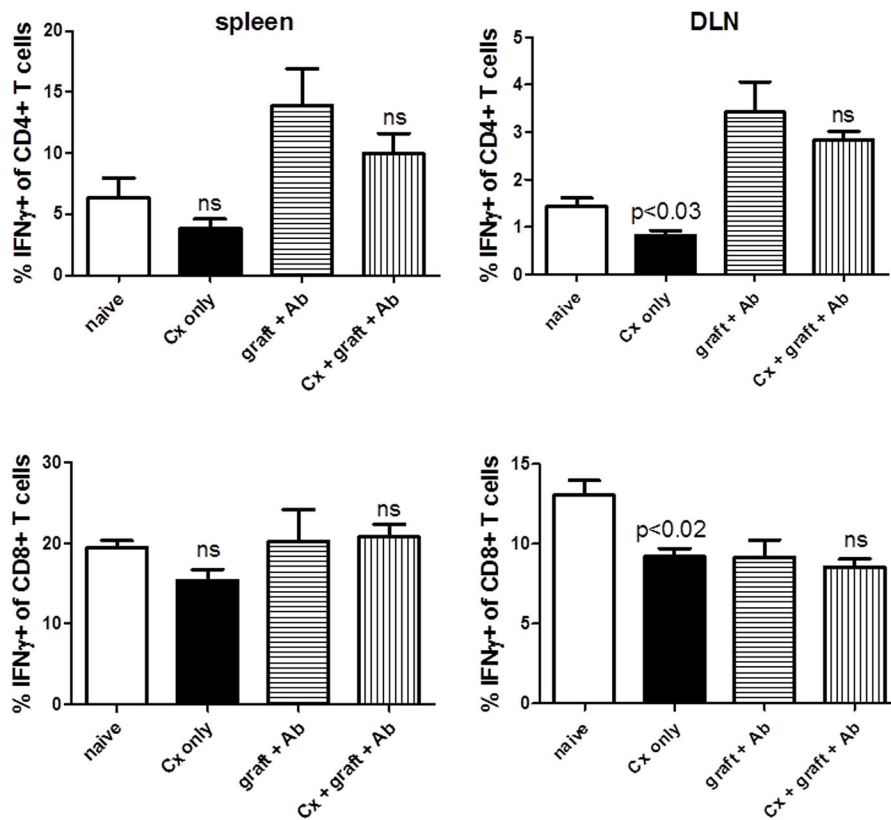 spleen
% IFNγ+ of CD4+ T cells
20
15
10
5
0
ns
ns
naive
Cx only
graft + Ab
Cx + graft + Ab
DLN
% IFNγ+ of CD4+ T cells
5
4
3
2
1
0
p<0.03
ns
naive
Cx only
graft + Ab
Cx + graft + Ab
% IFNγ+ of CD8+ T cells
30
20
10
0
ns
ns
naive
Cx only
graft + Ab
Cx + graft + Ab
% IFNγ+ of CD8+ T cells
15
10
5
0
p<0.02
ns
naive
Cx only
graft + Ab
Cx + graft + Ab